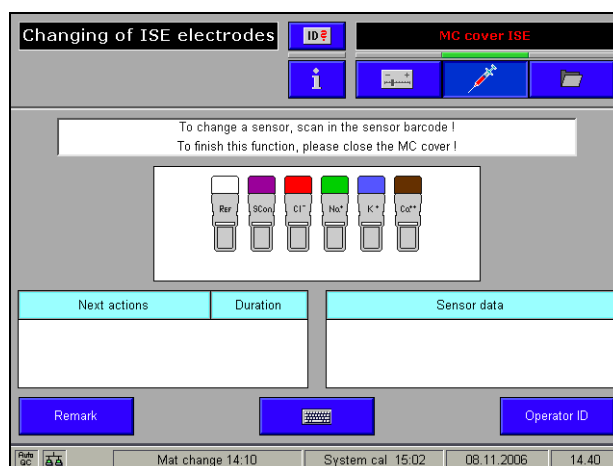 Changing of ISE electrodes
ID?
MC cover ISE
i
To change a sensor, scan in the sensor barcode !
To finish this function, please close the MC cover !
REF SCon Cl⁻ Na⁺ K⁺ Ca⁺⁺
Next actions Duration Sensor data
Remark Operator ID
Auto QC Mat change 14:10 System cal 15:02 08.11.2006 14.40